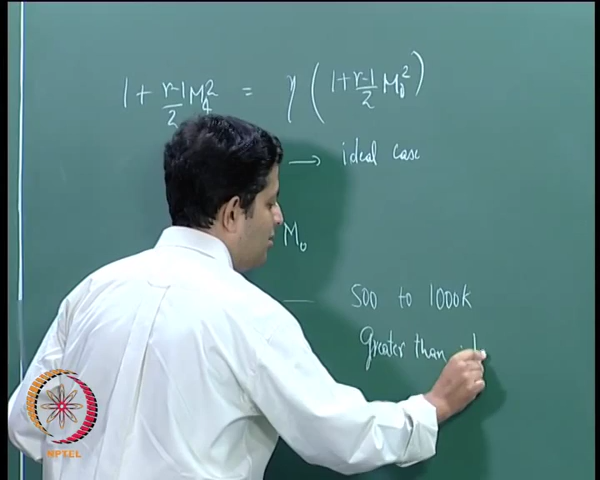 1 + γ-1/2 M₄² = η (1 + γ-1/2 M₀²)
→ ideal case
M₀
— 500 to 1000k
Greater than
NPTEL